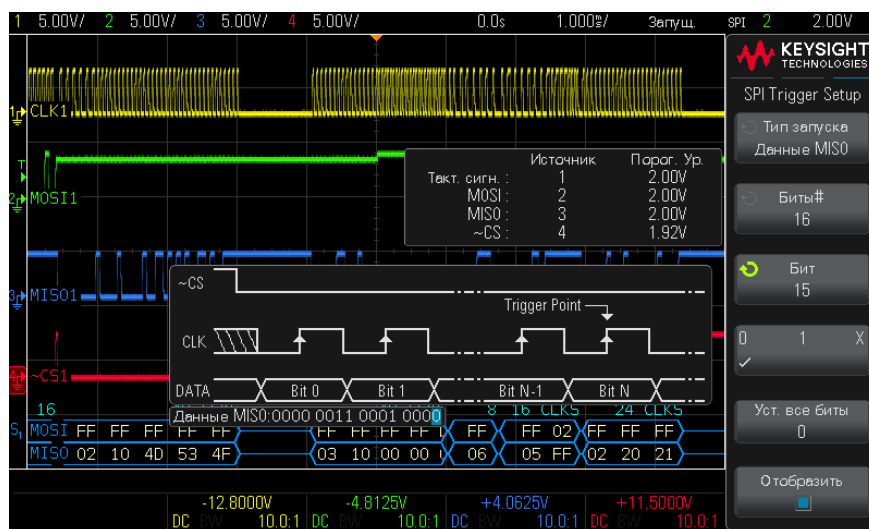 1 5.00V/ 2 5.00V/ 3 5.00V/ 4 5.00V/ 0.0s 1.000ms/ Запущ. SPI 2 2.00V
KEYSIGHT
TECHNOLOGIES
SPI Trigger Setup
Тип запуска
Данные MISO
Биты#
16
Бит
15
0 1 X
Уст. все биты
0
Отобразить
CLK1
MOSI1
MISO1
~CS1
Источник Порог. Ур.
Такт. сигн. : 1 2.00V
MOSI : 2 2.00V
MISO : 3 2.00V
~CS : 4 1.92V
~CS
Trigger Point
CLK
DATA Bit 0 Bit 1 Bit N-1 Bit N
Данные MISO:0000 0011 0001 0000
16 8 16 CLKS 24 CLKS
S1 MOSI FF FF FF FF FF FF FF FF FF FF 02 FF FF FF
MISO 02 10 4D 53 4F 03 10 00 00 06 05 FF 02 20 21
-12.8000V -4.8125V +4.0625V +11.5000V
DC BW 10.0:1 DC BW 10.0:1 DC BW 10.0:1 DC BW 10.0:1